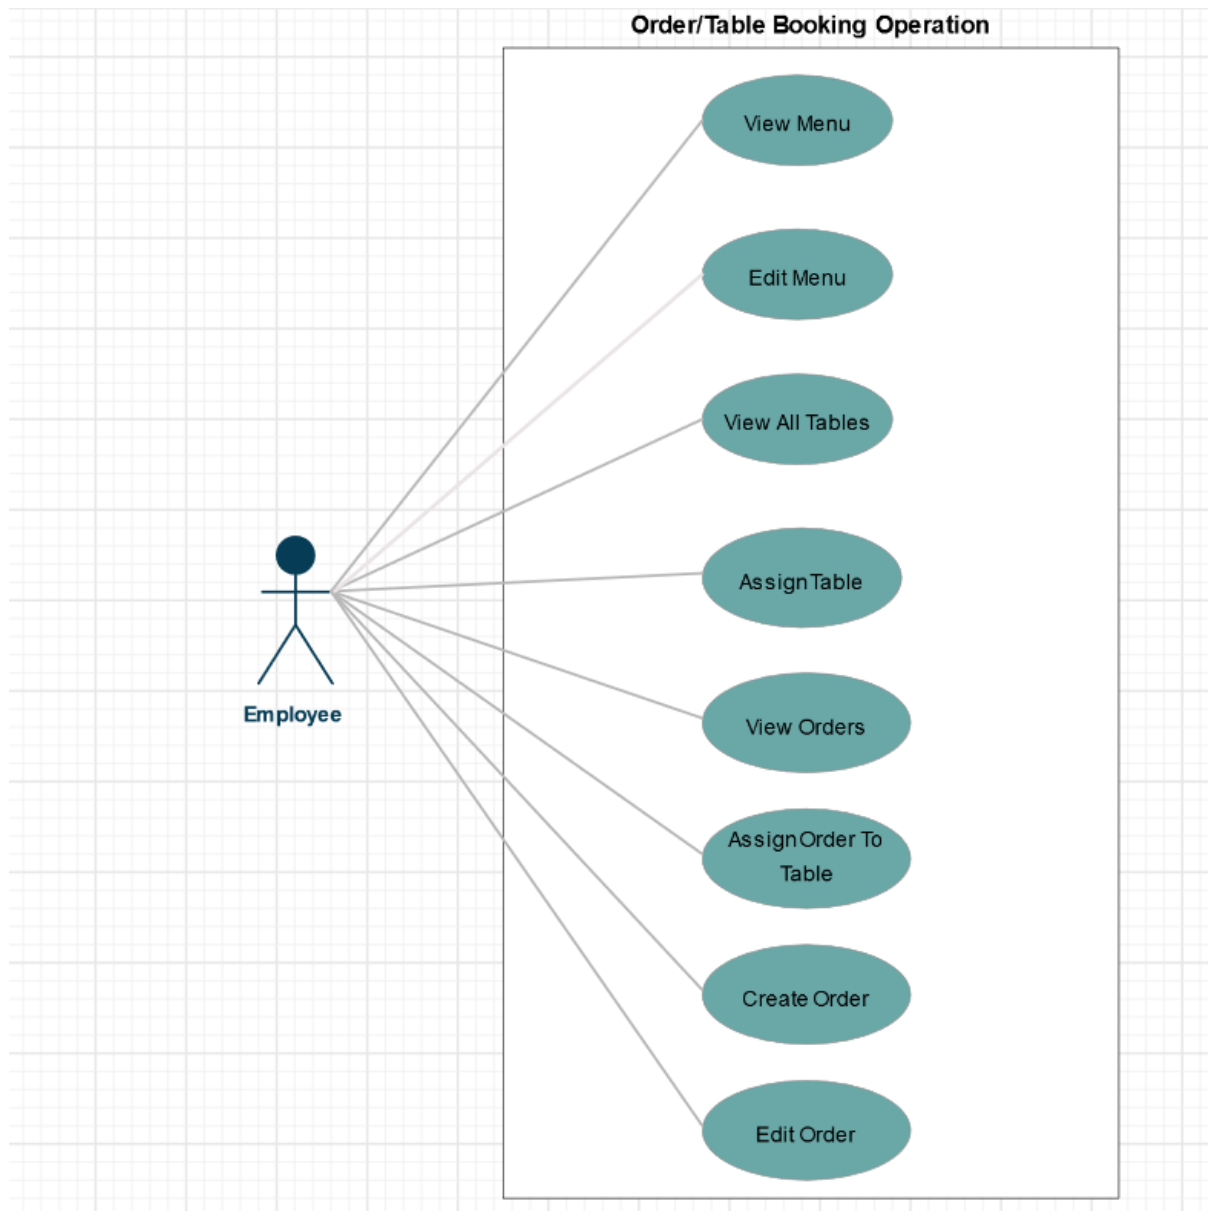 Order/Table Booking Operation
View Menu
Edit Menu
View All Tables
Assign Table
Employee
View Orders
Assign Order To
Table
Create Order
Edit Order